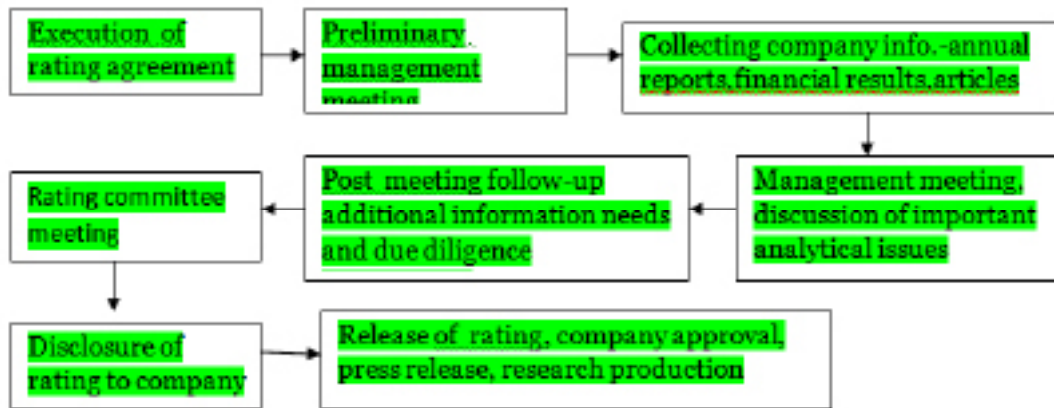 Execution of
rating agreement
Preliminary
management
meeting
Collecting company info.-annual
reports,financial results,articles
Management meeting,
discussion of important
analytical issues
Post meeting follow-up
additional information needs
and due diligence
Rating committee
meeting
Disclosure of
rating to company
Release of rating, company approval,
press release, research production